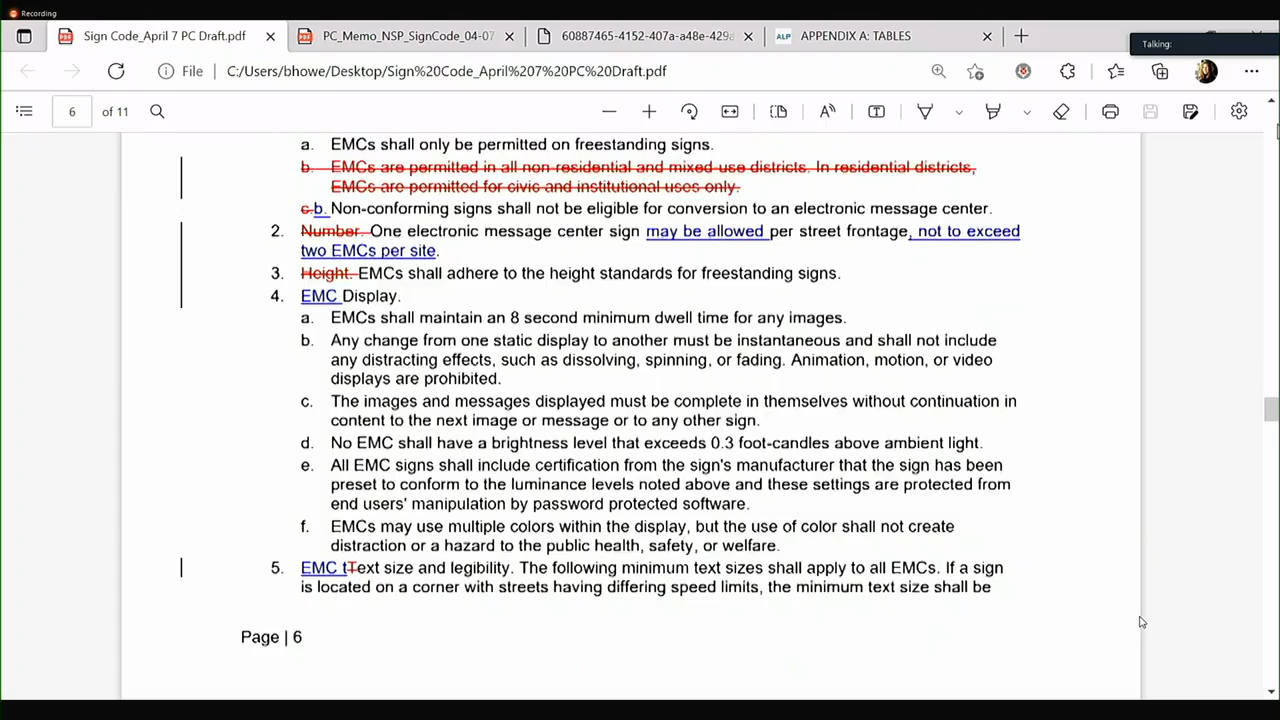 Recording
Sign Code_April 7 PC Draft.pdf
PC_Memo_NSP_SignCode_04-07
60887465-4152-407a-a48e-429a
ALP APPENDIX A: TABLES
Talking:
File C:/Users/bhowe/Desktop/Sign%20Code_April%207%20PC%20Draft.pdf
6 of 11
a. EMCs shall only be permitted on freestanding signs.
b. EMCs are permitted in all non-residential and mixed-use districts. In residential districts,
EMCs are permitted for civic and institutional uses only.
c.b. Non-conforming signs shall not be eligible for conversion to an electronic message center.
2. Number. One electronic message center sign may be allowed per street frontage, not to exceed
two EMCs per site.
3. Height. EMCs shall adhere to the height standards for freestanding signs.
4. EMC Display.
a. EMCs shall maintain an 8 second minimum dwell time for any images.
b. Any change from one static display to another must be instantaneous and shall not include
any distracting effects, such as dissolving, spinning, or fading. Animation, motion, or video
displays are prohibited.
c. The images and messages displayed must be complete in themselves without continuation in
content to the next image or message or to any other sign.
d. No EMC shall have a brightness level that exceeds 0.3 foot-candles above ambient light.
e. All EMC signs shall include certification from the sign's manufacturer that the sign has been
preset to conform to the luminance levels noted above and these settings are protected from
end users' manipulation by password protected software.
f. EMCs may use multiple colors within the display, but the use of color shall not create
distraction or a hazard to the public health, safety, or welfare.
5. EMC tText size and legibility. The following minimum text sizes shall apply to all EMCs. If a sign
is located on a corner with streets having differing speed limits, the minimum text size shall be
Page | 6